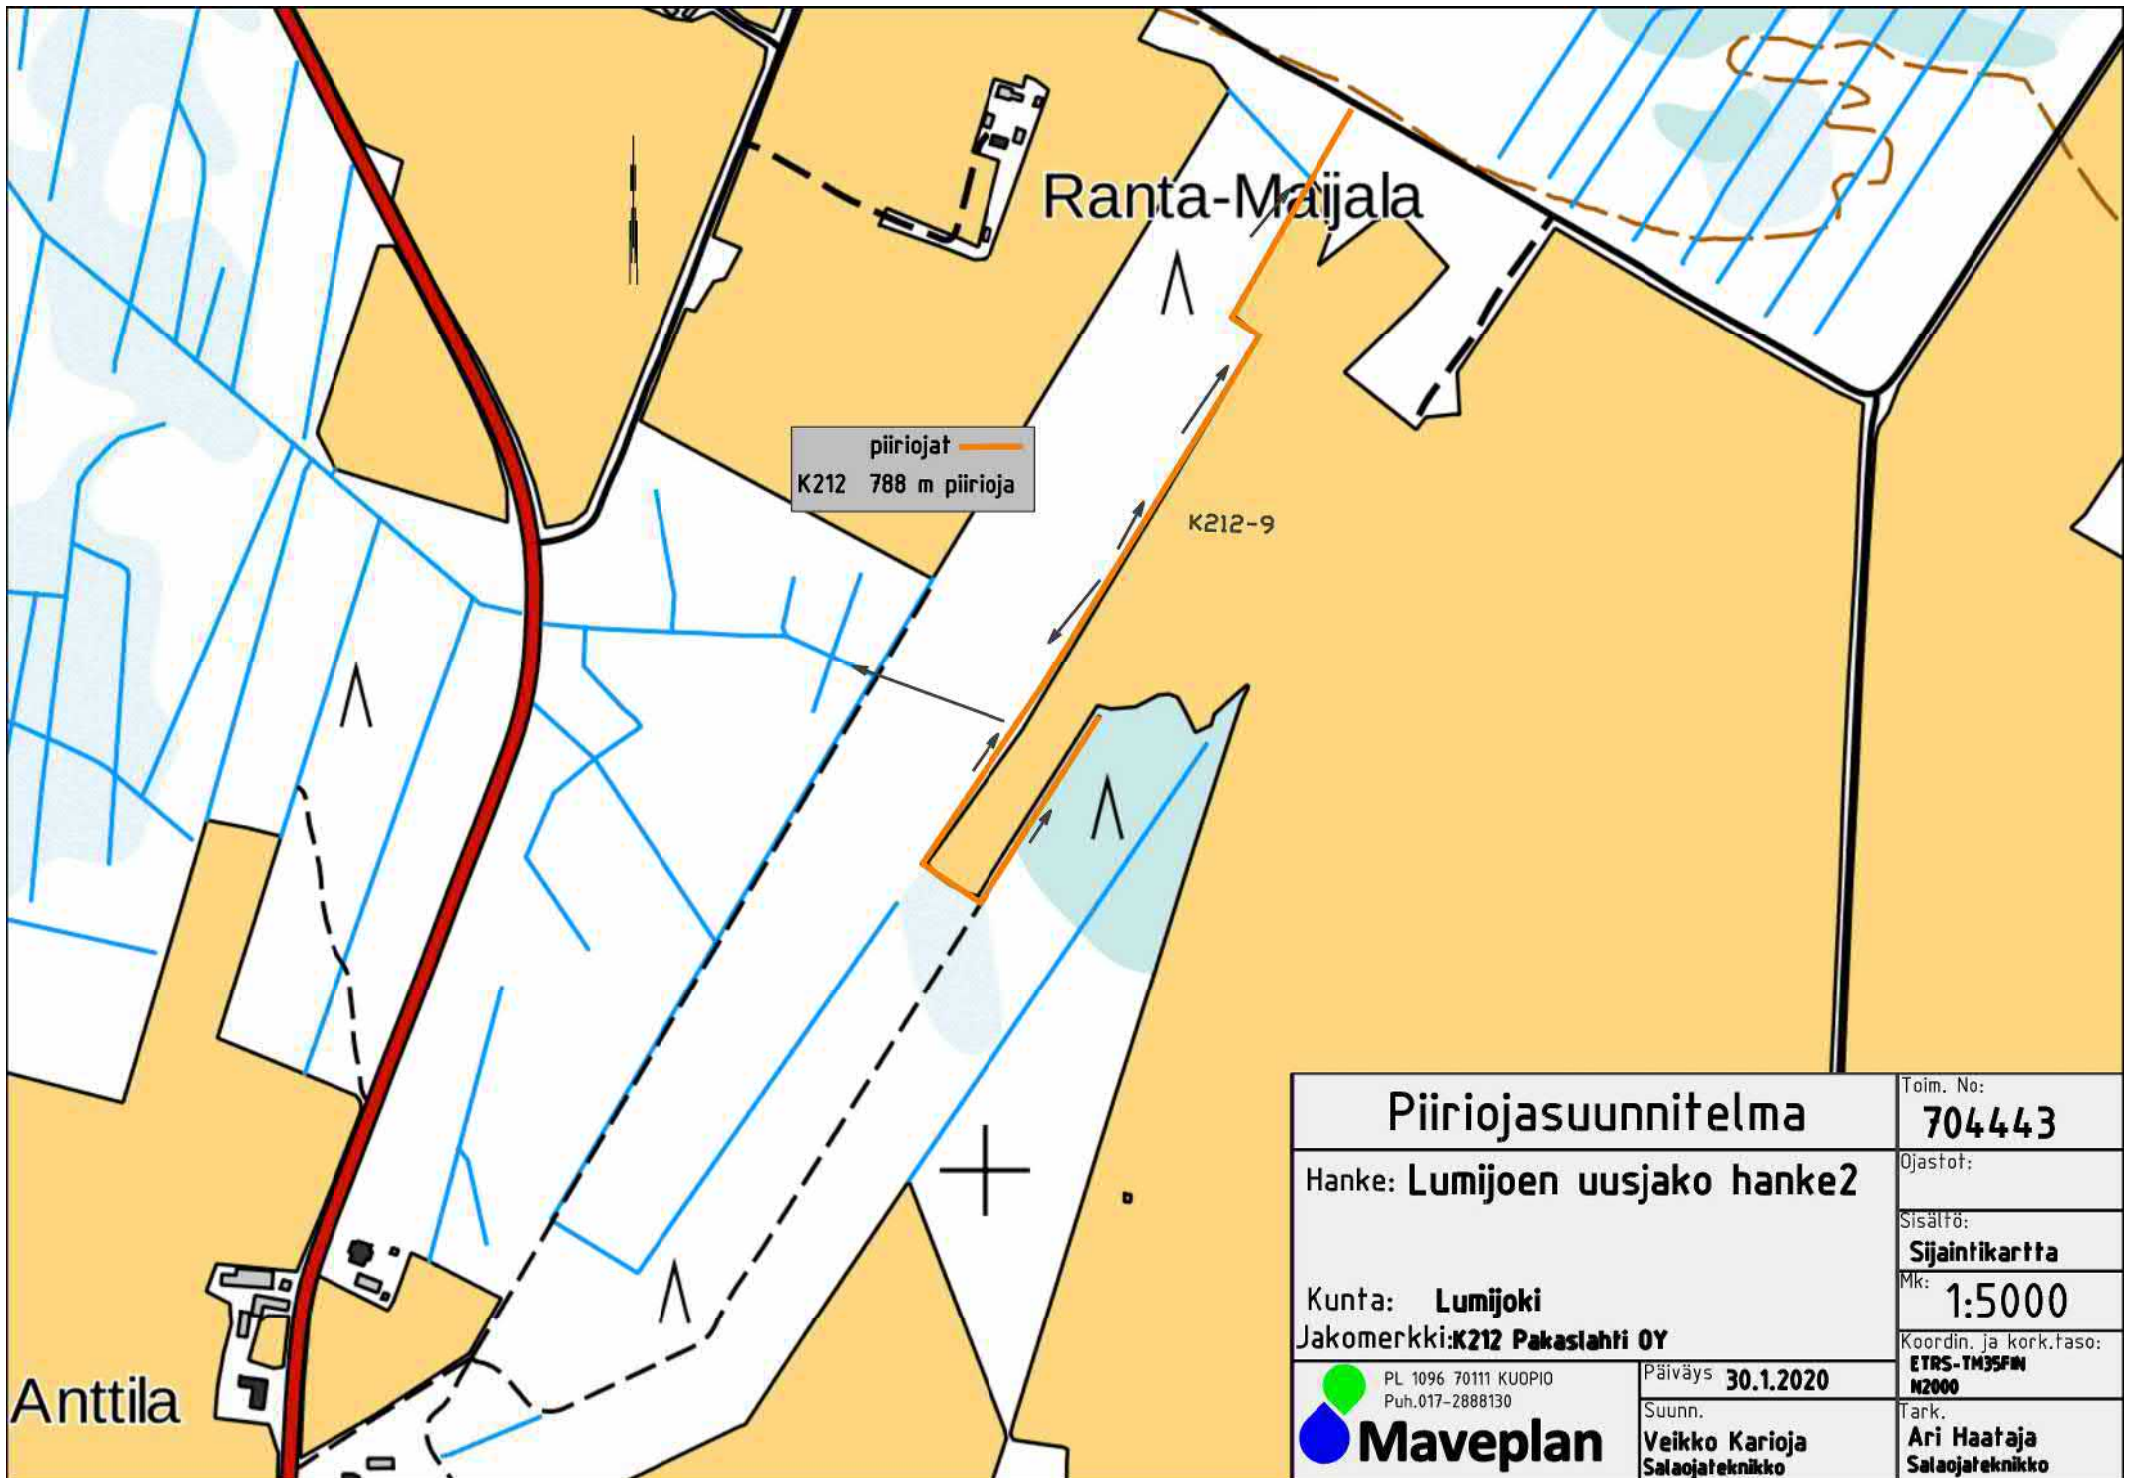 Ranta-Maijala
piiriojat
K212 788 m piirioja
K212-9
Anttila
Piiriojasuunnitelma
Toim. No:
704443
Hanke: Lumijoen uusjako hanke2
Ojastot:
Sisältö:
Sijaintikartta
Kunta: Lumijoki
Mk: 1:5000
Jakomerkki:K212 Pakaslahti OY
Koordin. ja kork.taso:
ETRS-TM35FIN
N2000
PL 1096 70111 KUOPIO
Puh.017-2888130
Maveplan
Päiväys 30.1.2020
Suunn.
Veikko Karioja
Salaojateknikko
Tark.
Ari Haataja
Salaojateknikko